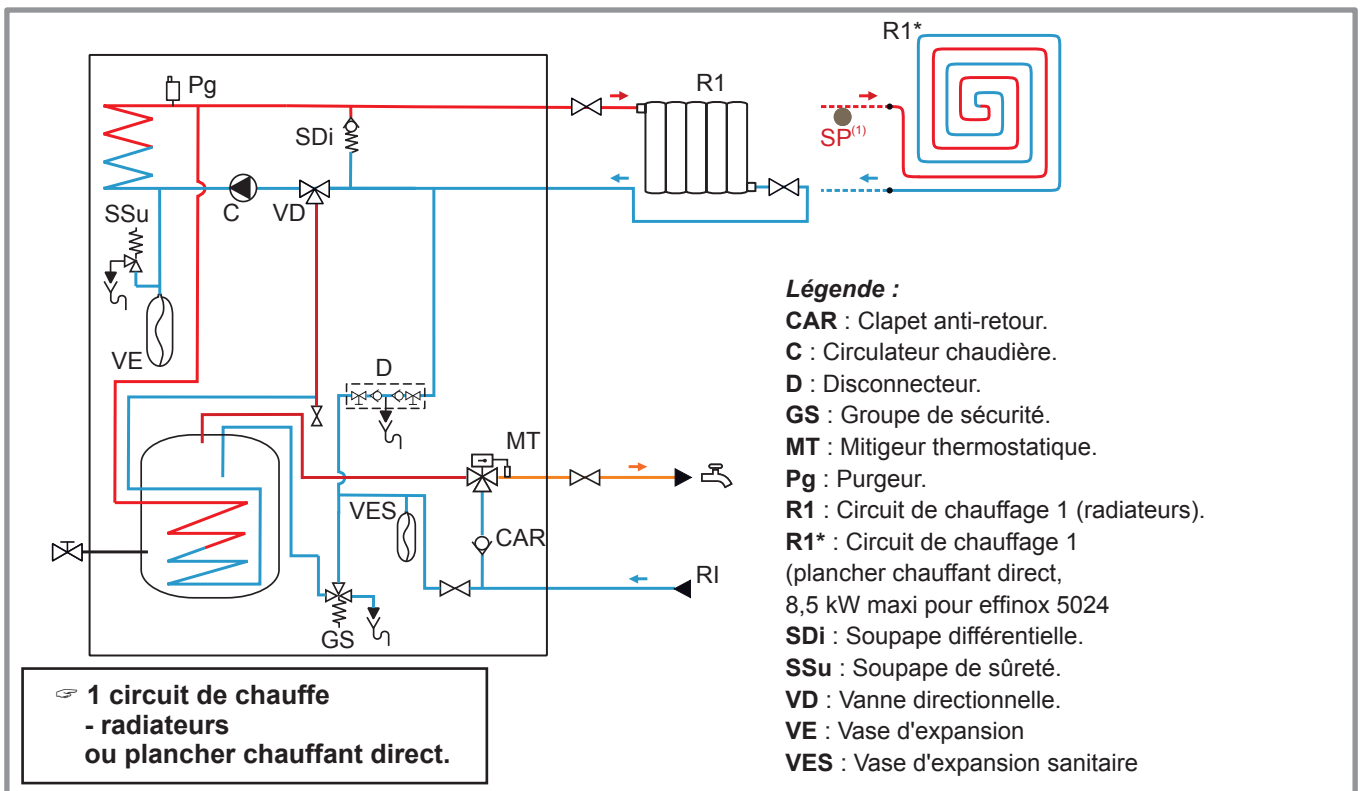 R1*
Pg
R1
SDi
SP(1)
SSu
C
VD
VE
D
MT
VES
CAR
RI
GS
Légende :
CAR : Clapet anti-retour.
C : Circulateur chaudière.
D : Disconnecteur.
GS : Groupe de sécurité.
MT : Mitigeur thermostatique.
Pg : Purgeur.
R1 : Circuit de chauffage 1 (radiateurs).
R1* : Circuit de chauffage 1
(plancher chauffant direct,
8,5 kW maxi pour effinox 5024
SDi : Soupape différentielle.
SSu : Soupape de sûreté.
VD : Vanne directionnelle.
VE : Vase d'expansion
VES : Vase d'expansion sanitaire
☞ 1 circuit de chauffe
- radiateurs
ou plancher chauffant direct.